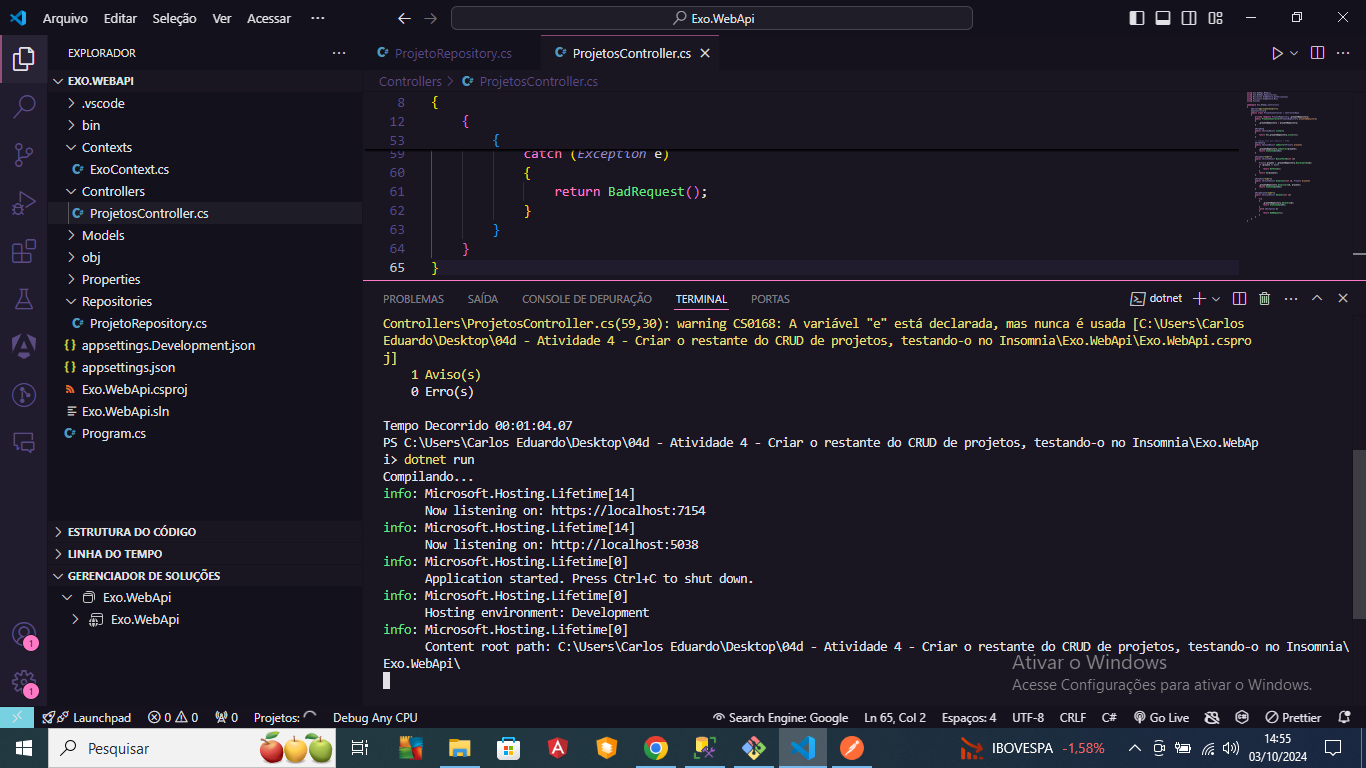 Arquivo Editar Seleção Ver Acessar ···
Exo.WebApi
EXPLORADOR
EXO.WEBAPI
.vscode
bin
Contexts
ExoContext.cs
Controllers
ProjetosController.cs
Models
obj
Properties
Repositories
ProjetoRepository.cs
{} appsettings.Development.json
{} appsettings.json
Exo.WebApi.csproj
Exo.WebApi.sln
Program.cs
ESTRUTURA DO CÓDIGO
LINHA DO TEMPO
GERENCIADOR DE SOLUÇÕES
Exo.WebApi
Exo.WebApi
1
1
ProjetoRepository.cs ProjetosController.cs
Controllers > ProjetosController.cs
8 {
12 {
53 {
59 catch (Exception e)
60 {
61 return BadRequest();
62 }
63 }
64 }
65 }
PROBLEMAS SAÍDA CONSOLE DE DEPURAÇÃO TERMINAL PORTAS dotnet
Controllers\ProjetosController.cs(59,30): warning CS0168: A variável "e" está declarada, mas nunca é usada [C:\Users\Carlos
Eduardo\Desktop\04d - Atividade 4 - Criar o restante do CRUD de projetos, testando-o no Insomnia\Exo.WebApi\Exo.WebApi.cspro
j]
1 Aviso(s)
0 Erro(s)
Tempo Decorrido 00:01:04.07
PS C:\Users\Carlos Eduardo\Desktop\04d - Atividade 4 - Criar o restante do CRUD de projetos, testando-o no Insomnia\Exo.WebAp
i> dotnet run
Compilando...
info: Microsoft.Hosting.Lifetime[14]
Now listening on: https://localhost:7154
info: Microsoft.Hosting.Lifetime[14]
Now listening on: http://localhost:5038
info: Microsoft.Hosting.Lifetime[0]
Application started. Press Ctrl+C to shut down.
info: Microsoft.Hosting.Lifetime[0]
Hosting environment: Development
info: Microsoft.Hosting.Lifetime[0]
Content root path: C:\Users\Carlos Eduardo\Desktop\04d - Atividade 4 - Criar o restante do CRUD de projetos, testando-o no Insomnia\
Exo.WebApi\
Ativar o Windows
Acesse Configurações para ativar o Windows.
Launchpad 0 0 0 Projetos: Debug Any CPU Search Engine: Google Ln 65, Col 2 Espaços: 4 UTF-8 CRLF C# Go Live Prettier
Pesquisar IBOVESPA -1,58% 14:55
03/10/2024